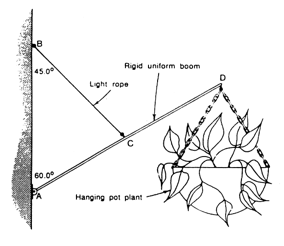 B
45.0°
Light rope
Rigid uniform boom
D
C
60.0°
A
Hanging pot plant